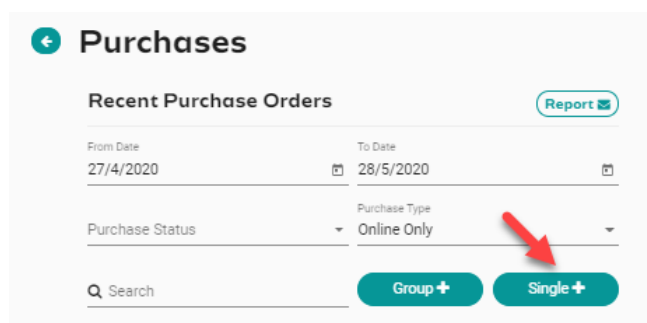 Purchases
Recent Purchase Orders
Report
From Date
27/4/2020
To Date
28/5/2020
Purchase Status
Purchase Type
Online Only
Search
Group+
Single+